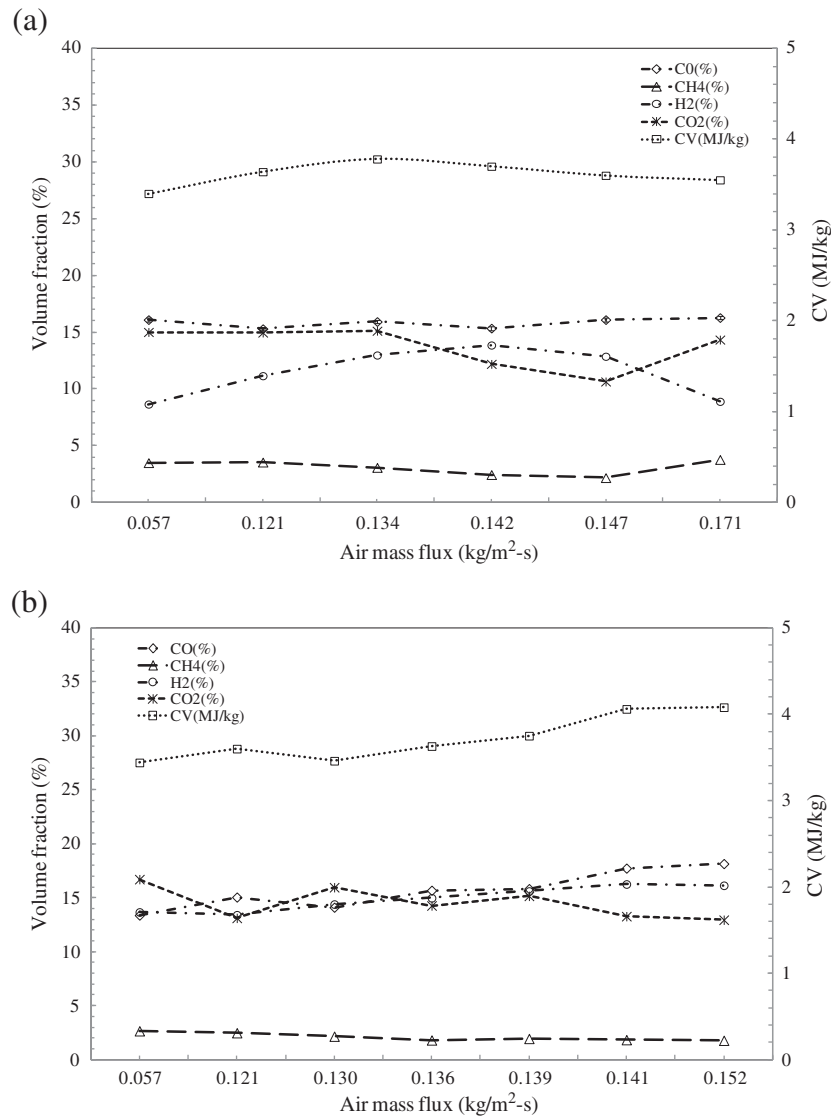 (a)
40
35
30
25
20
15
10
5
0
Volume fraction (%)
C0(%)
CH4(%)
H2(%)
CO2(%)
CV(MJ/kg)
5
4
3
2
1
0
CV (MJ/kg)
0.057 0.121 0.134 0.142 0.147 0.171
Air mass flux (kg/m²-s)
(b)
40
35
30
25
20
15
10
5
0
Volume fraction (%)
CO(%)
CH4(%)
H2(%)
CO2(%)
CV(MJ/kg)
5
4
3
2
1
0
CV (MJ/kg)
0.057 0.121 0.130 0.136 0.139 0.141 0.152
Air mass flux (kg/m²-s)